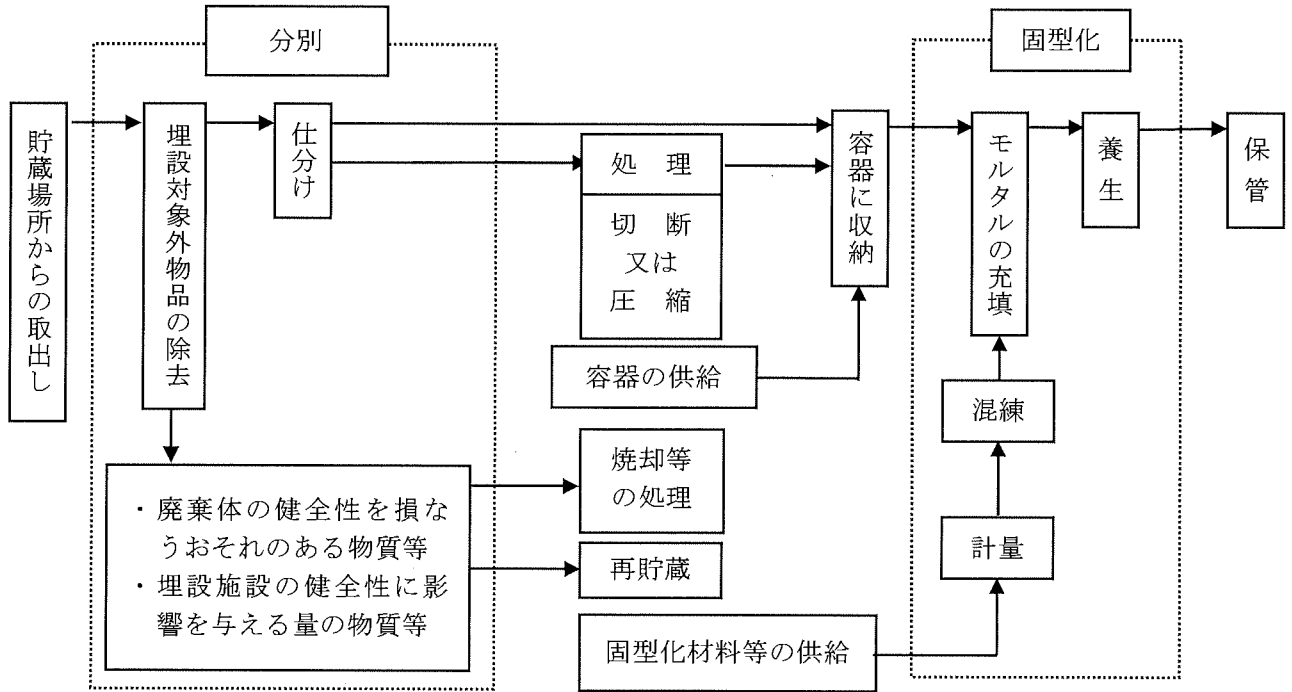 分別
固型化
貯蔵場所からの取出し
埋設対象外物品の除去
仕分け
処 理
切 断
又は
圧 縮
容器に収納
モルタルの充填
養生
保管
容器の供給
混練
焼却等
の処理
・廃棄体の健全性を損な
うおそれのある物質等
・埋設施設の健全性に影
響を与える量の物質等
計量
再貯蔵
固型化材料等の供給